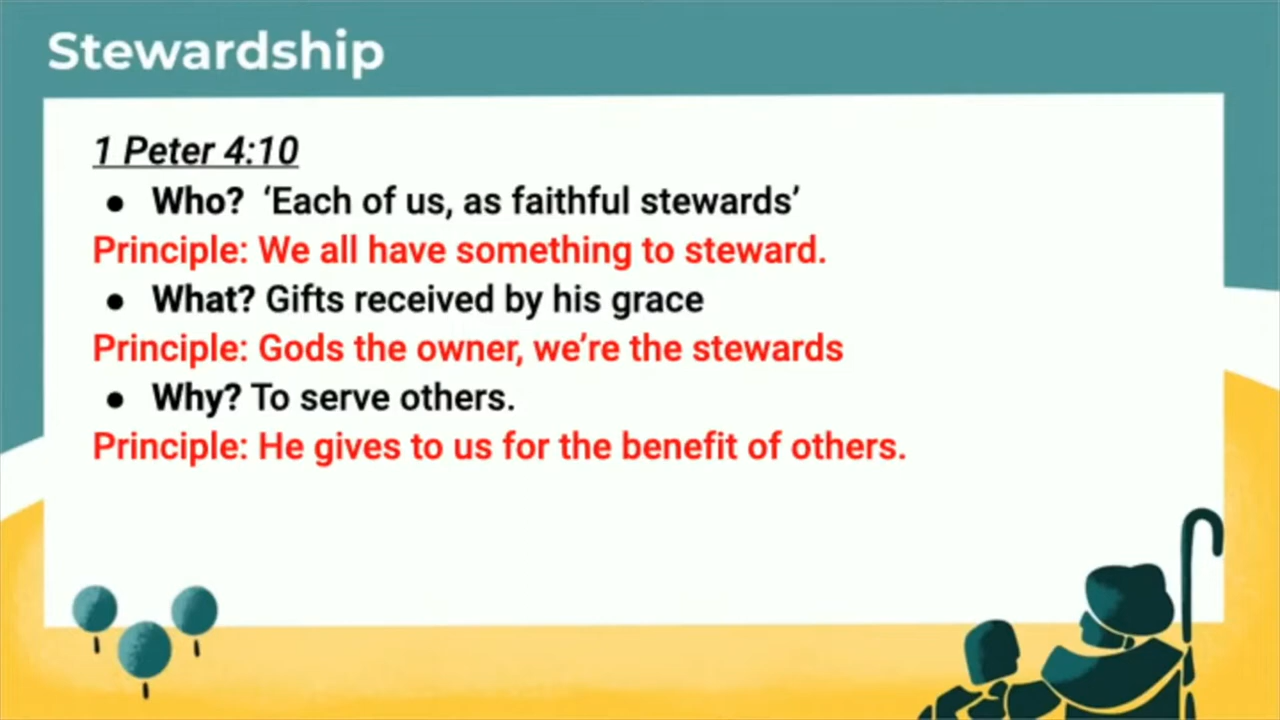 Stewardship
1 Peter 4:10
● Who? ‘Each of us, as faithful stewards’
Principle: We all have something to steward.
● What? Gifts received by his grace
Principle: Gods the owner, we’re the stewards
● Why? To serve others.
Principle: He gives to us for the benefit of others.